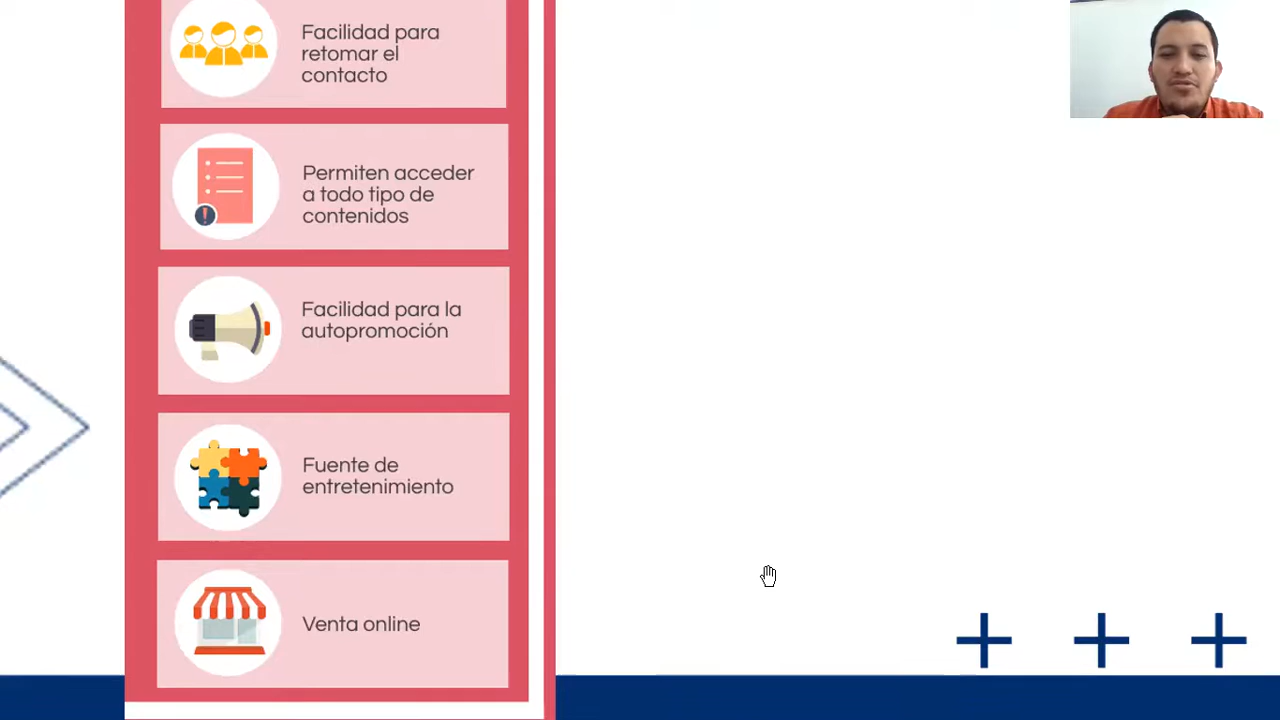 Facilidad para
retomar el
contacto
Permiten acceder
a todo tipo de
contenidos
Facilidad para la
autopromoción
Fuente de
entretenimiento
Venta online